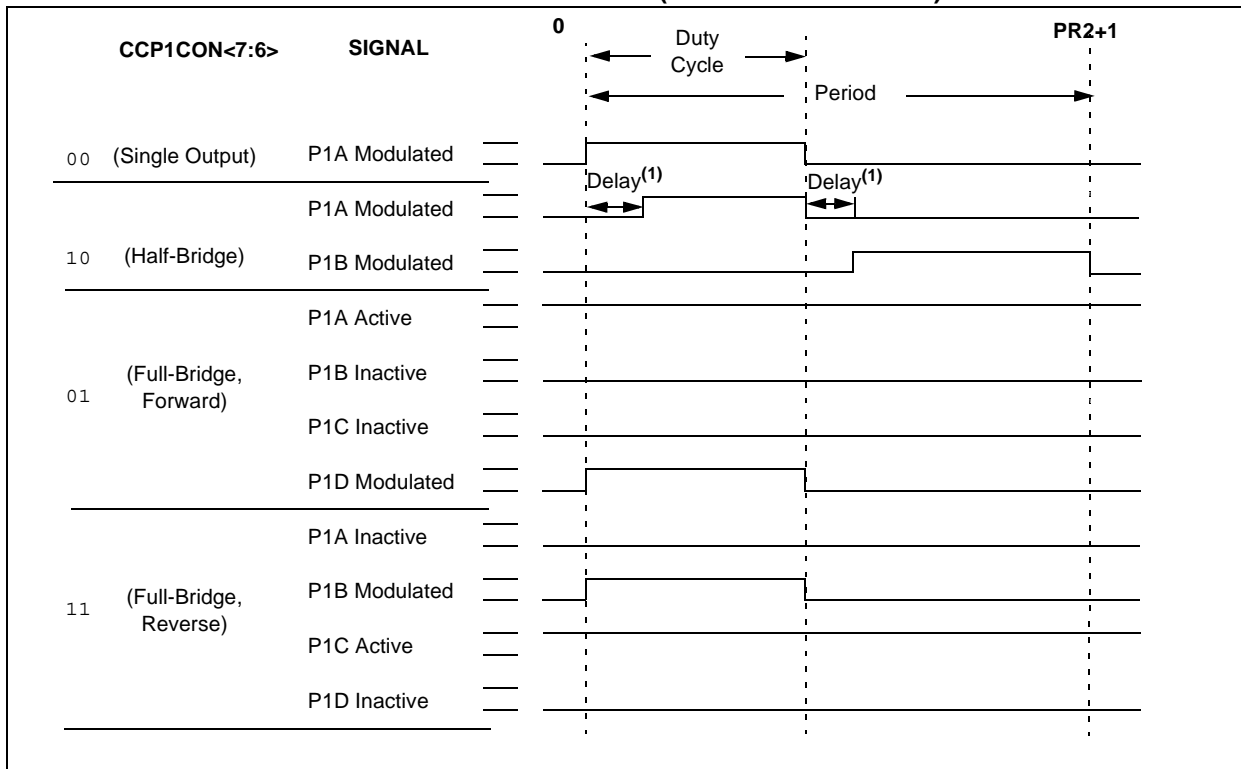 0
PR2+1
Duty
Cycle
CCP1CON<7:6>
SIGNAL
Period
00
(Single Output)
P1A Modulated
Delay(1)
Delay(1)
P1A Modulated
10
(Half-Bridge)
P1B Modulated
P1A Active
(Full-Bridge,
Forward)
01
P1B Inactive
P1C Inactive
P1D Modulated
P1A Inactive
11
(Full-Bridge,
Reverse)
P1B Modulated
P1C Active
P1D Inactive